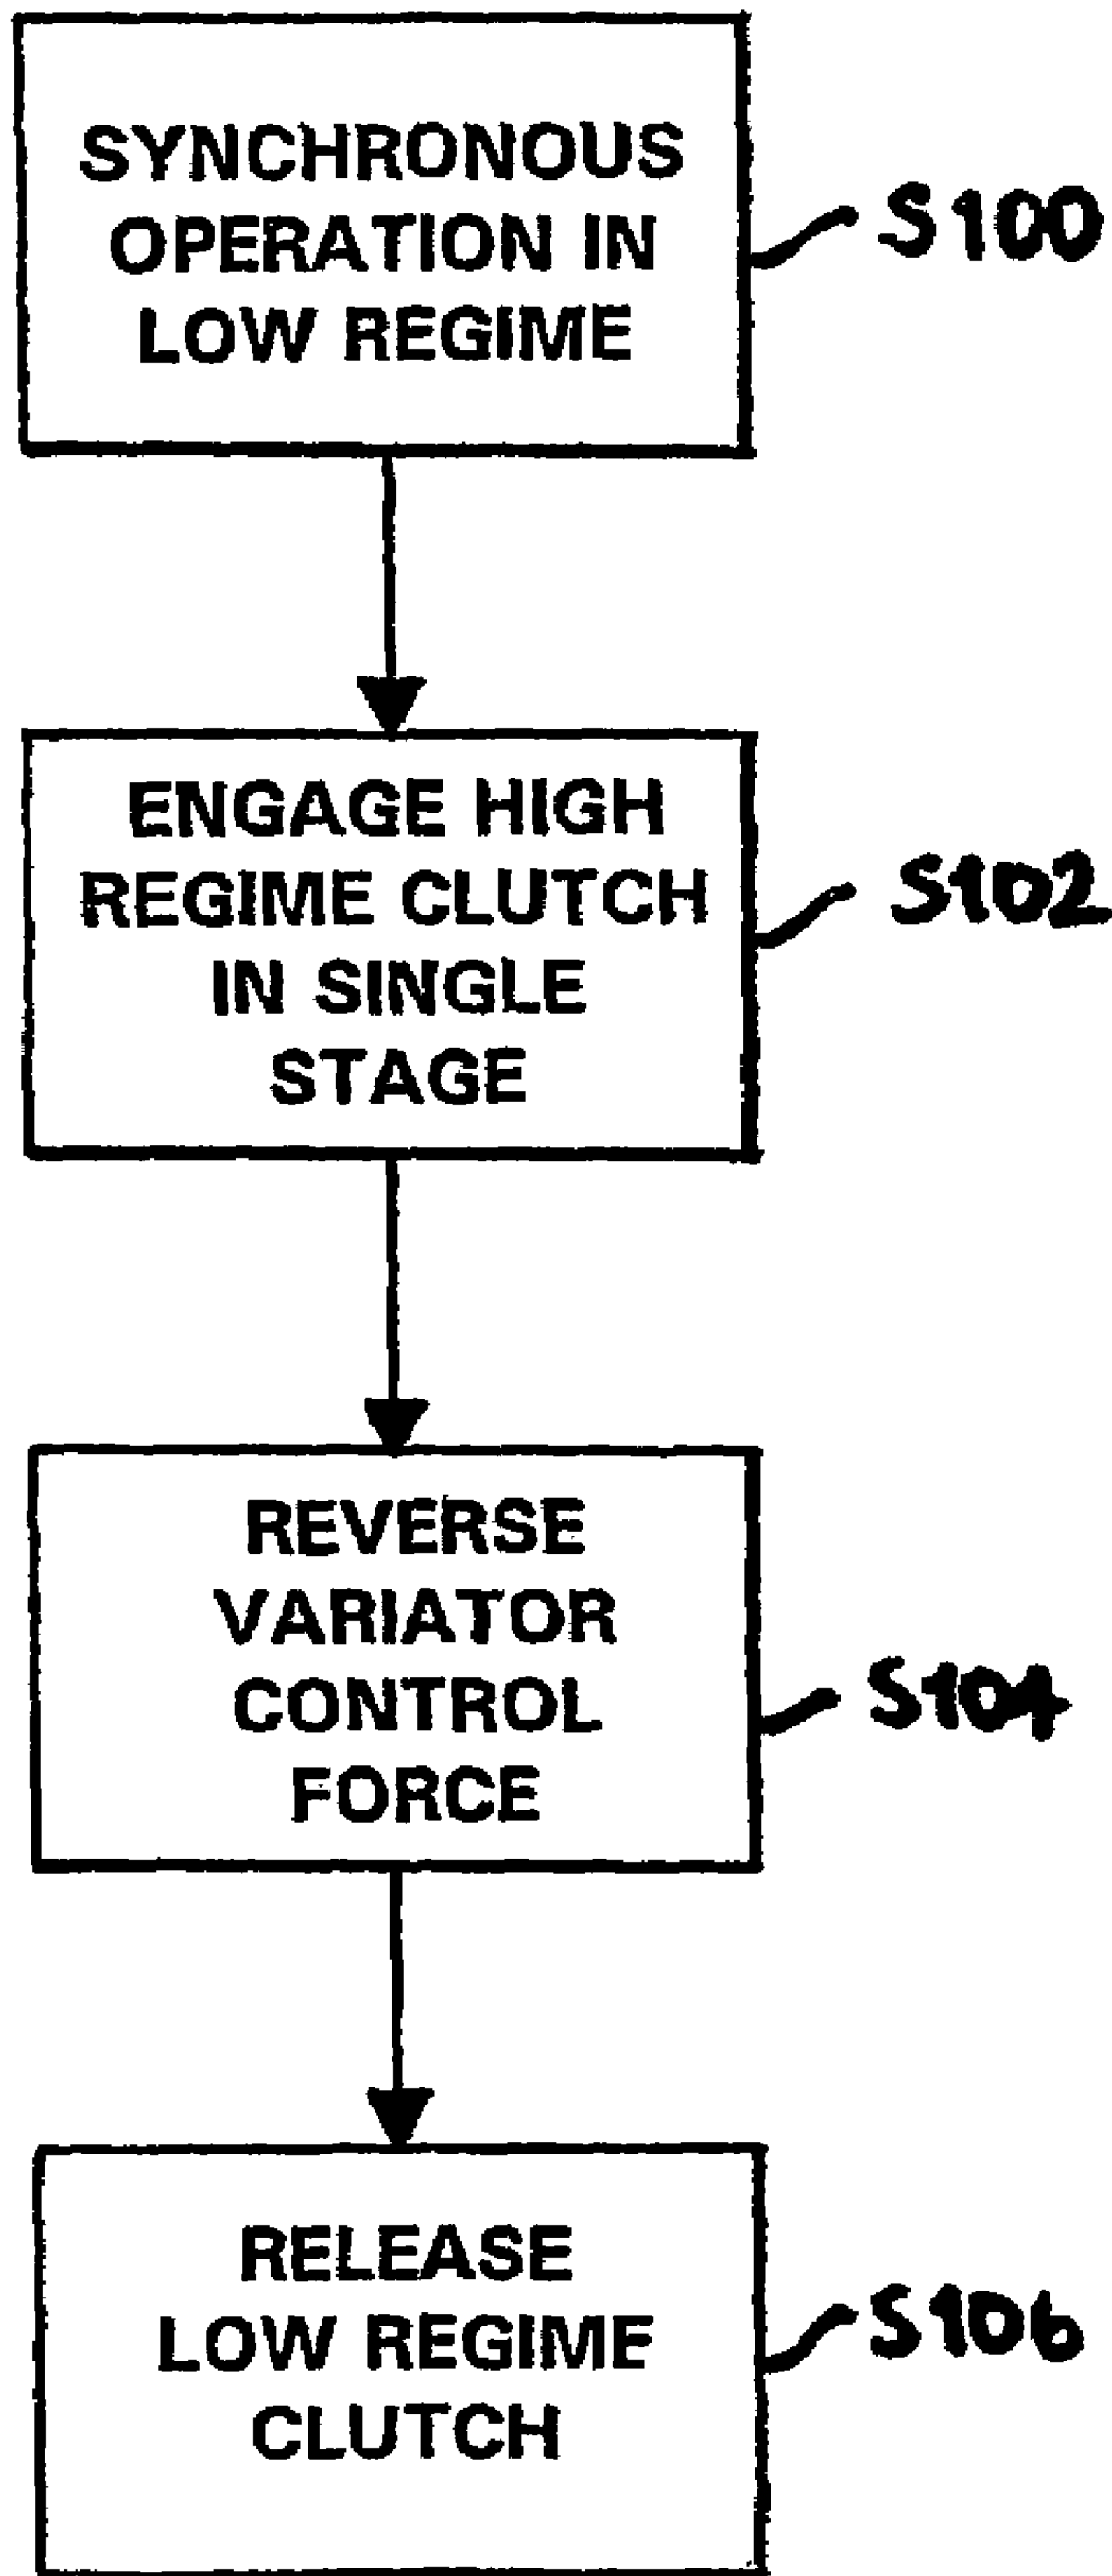 SYNCHRONOUS
OPERATION IN
LOW REGIME
S100
ENGAGE HIGH
REGIME CLUTCH
IN SINGLE
STAGE
S102
REVERSE
VARIATOR
CONTROL
FORCE
S104
RELEASE
LOW REGIME
CLUTCH
S106